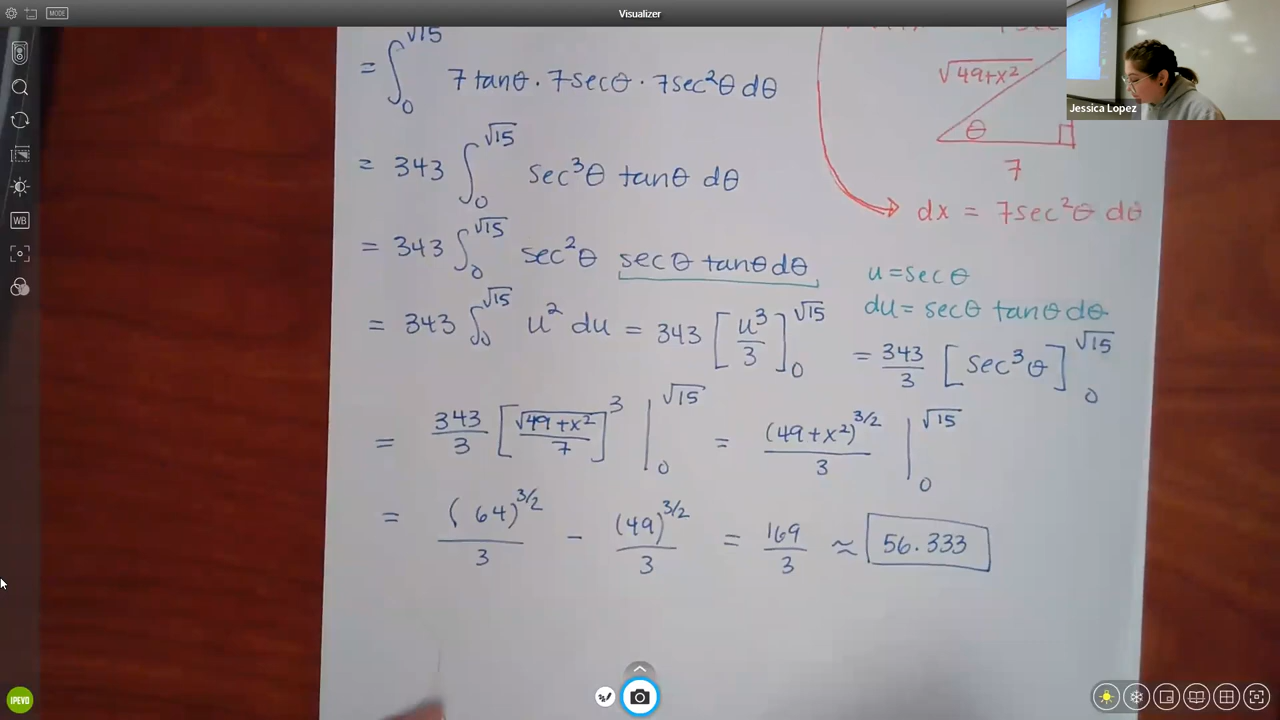 MODE
Visualizer
= ∫₀^√15 7tanθ · 7secθ · 7sec²θ dθ
√49+x²
Jessica Lopez
θ
7
= 343 ∫₀^√15 sec³θ tanθ dθ
dx = 7sec²θ dθ
= 343 ∫₀^√15 sec²θ secθ tanθ dθ
u = secθ
du = secθ tanθ dθ
= 343 ∫₀^√15 u² du = 343 [u³/3]₀^√15 = 343/3 [sec³θ]₀^√15
= 343/3 [√49+x²/7]³ |₀^√15 = (49+x²)^3/2 / 3 |₀^√15
= (64)^3/2 / 3 - (49)^3/2 / 3 = 169/3 ≈ 56.333
WB
IPEVO